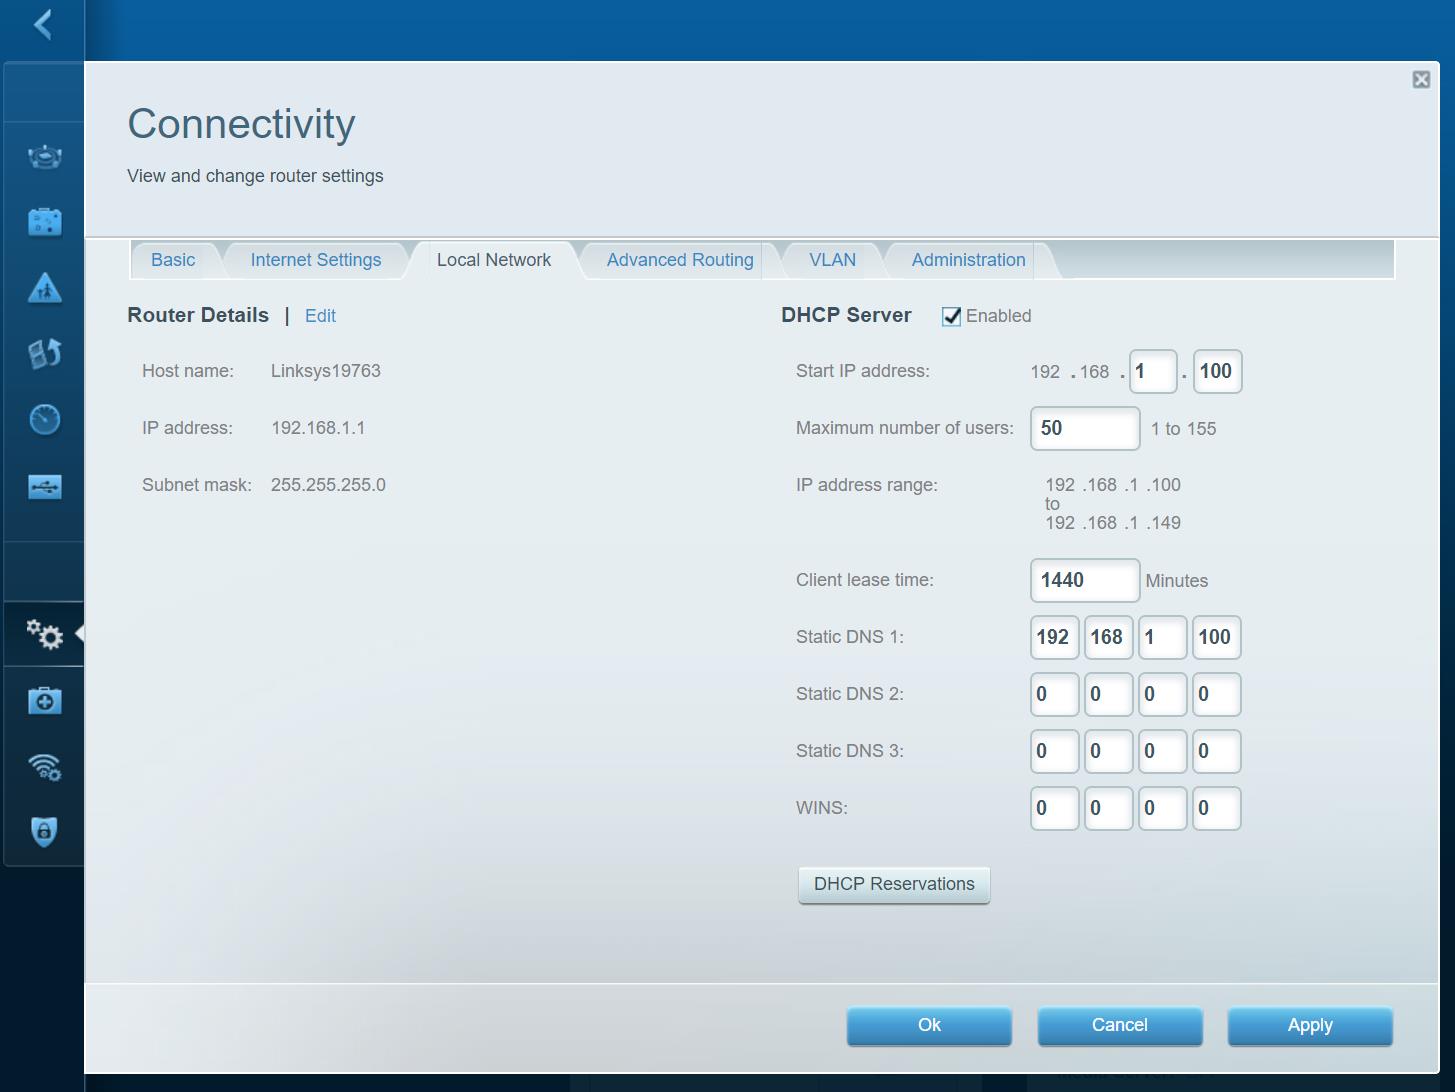 Connectivity
View and change router settings
Basic Internet Settings Local Network Advanced Routing VLAN Administration
Router Details | Edit
Host name: Linksys19763
IP address: 192.168.1.1
Subnet mask: 255.255.255.0
DHCP Server Enabled
Start IP address: 192 . 168 . 1 . 100
Maximum number of users: 50 1 to 155
IP address range: 192 .168 .1 .100
to
192 .168 .1 .149
Client lease time: 1440 Minutes
Static DNS 1: 192 168 1 100
Static DNS 2: 0 0 0 0
Static DNS 3: 0 0 0 0
WINS: 0 0 0 0
DHCP Reservations
Ok Cancel Apply